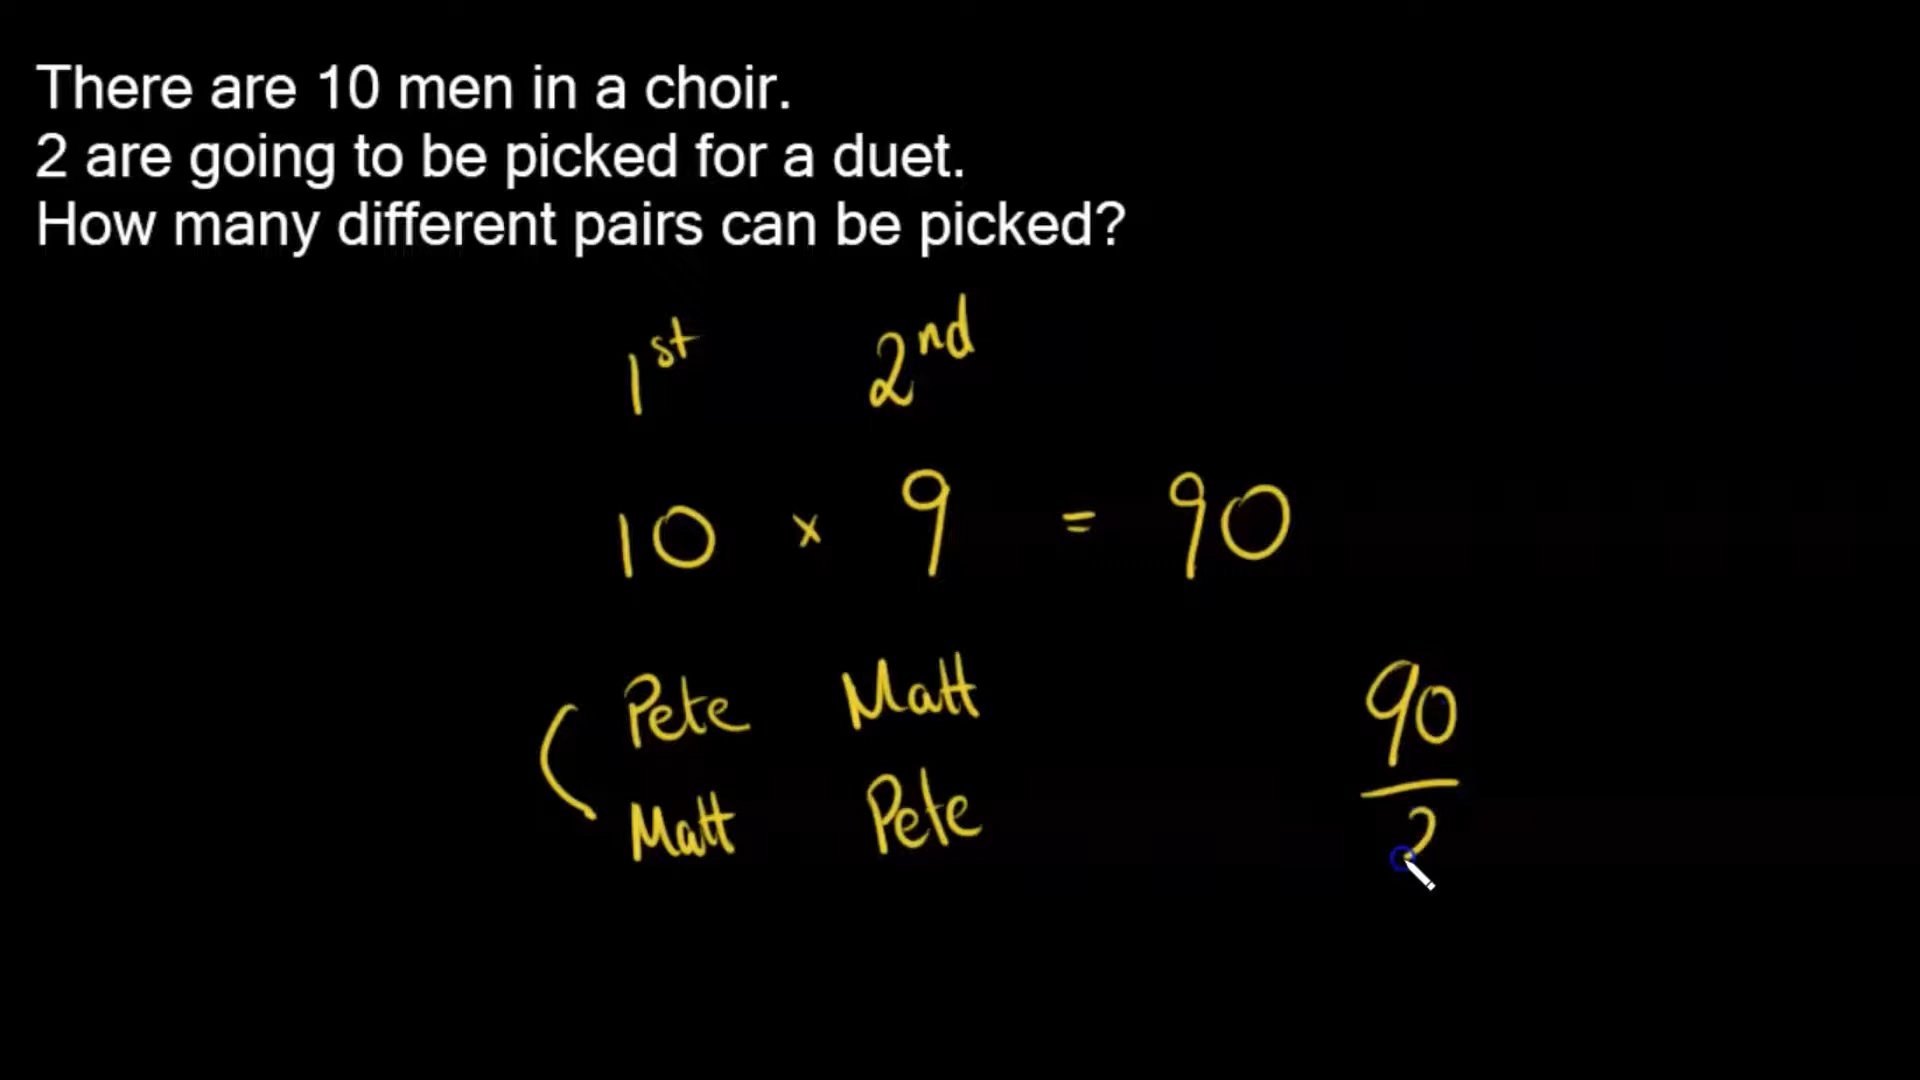 There are 10 men in a choir.
2 are going to be picked for a duet.
How many different pairs can be picked?
1st 2nd
10 × 9 = 90
Pete Matt
Matt Pete
90
2